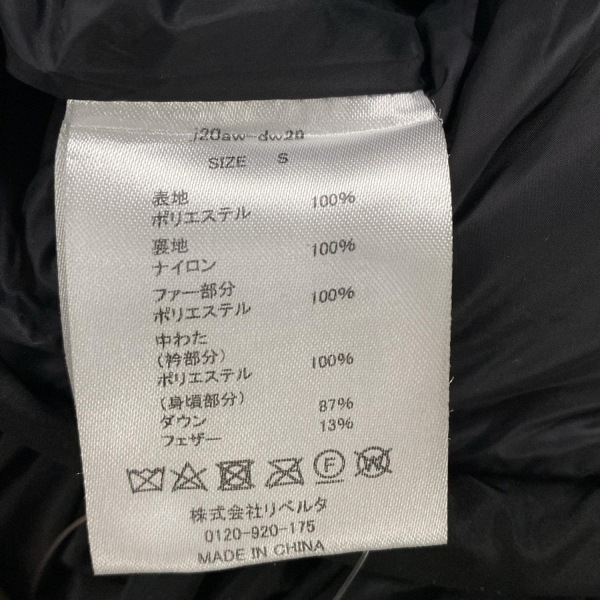 j20aw-dw20
SIZE S
表地
ポリエステル 100%
裏地
ナイロン 100%
ファー部分
ポリエステル 100%
中わた
(衿部分)
ポリエステル 100%
(身頃部分)
ダウン 87%
フェザー 13%
F W
株式会社リベルタ
0120-920-175
MADE IN CHINA